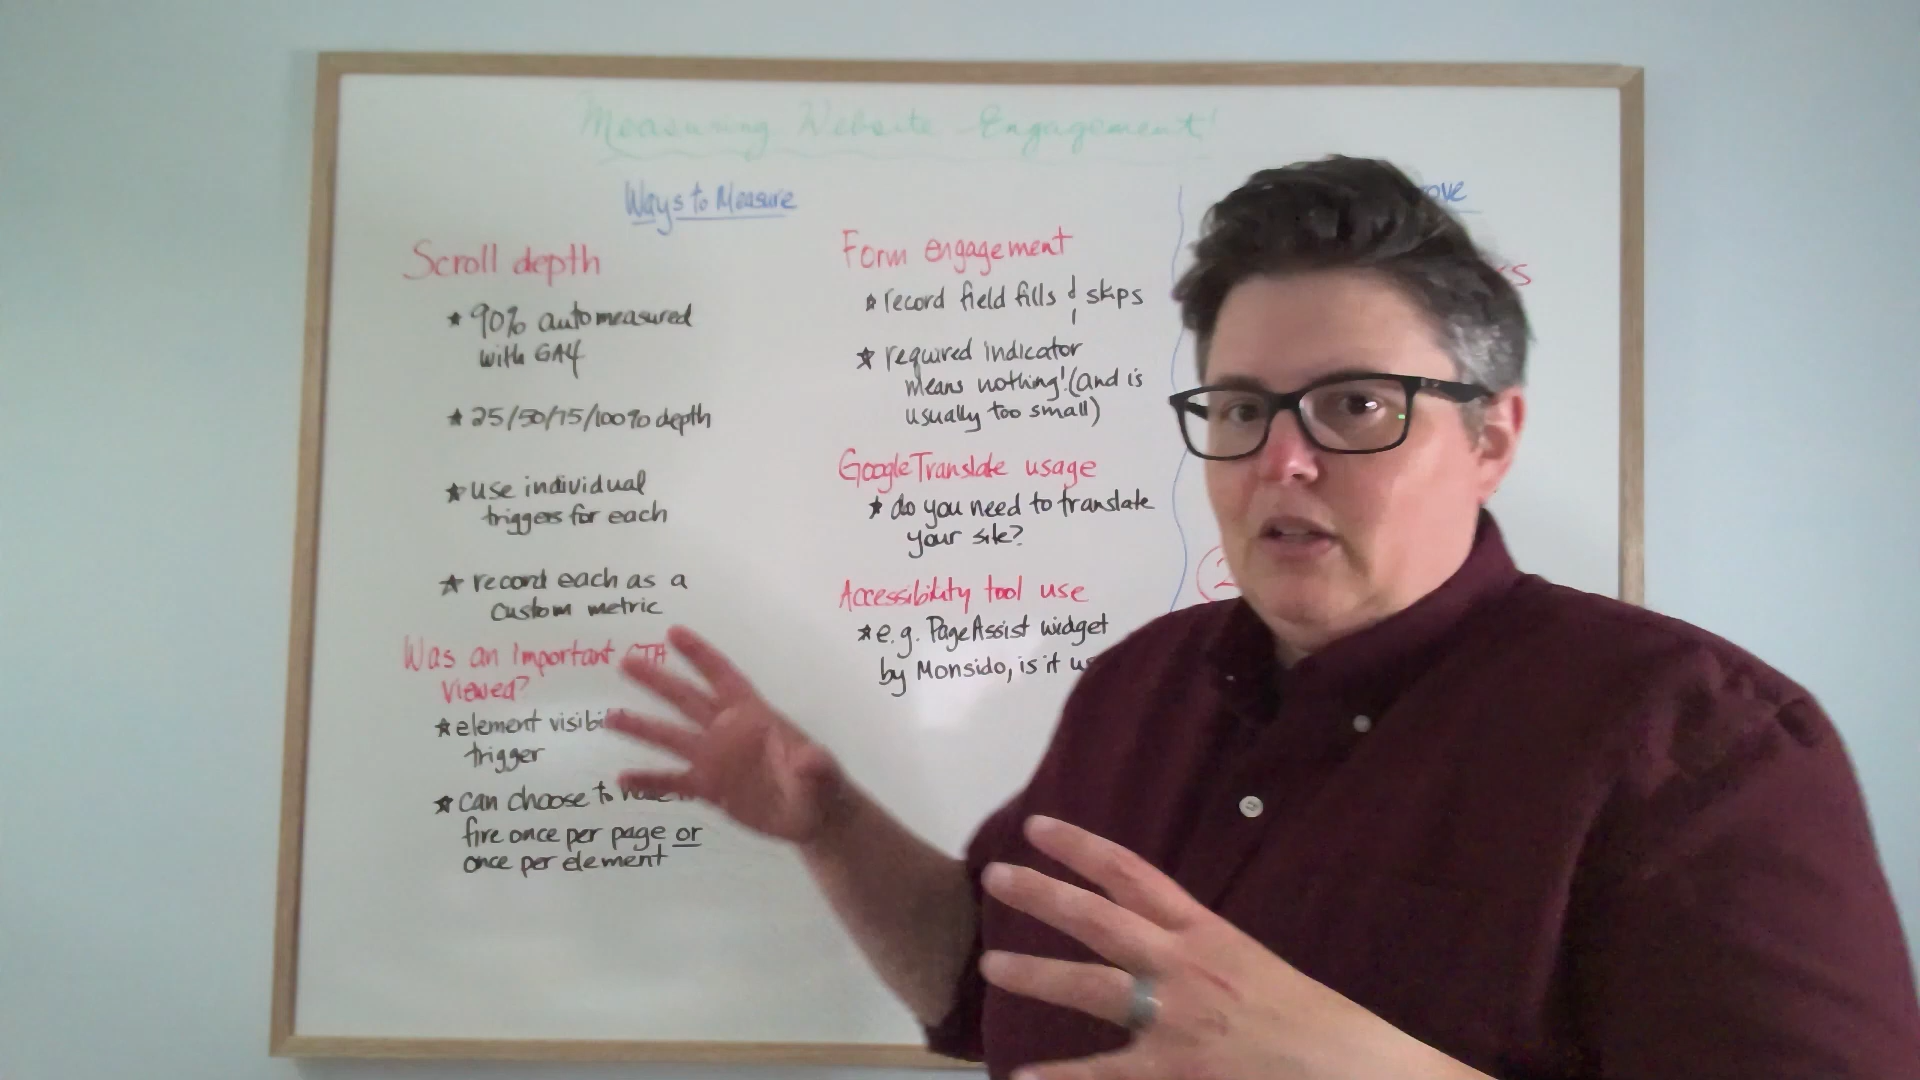 Measuring Website Engagement!
Ways to Measure
Scroll depth
★ 90% automeasured
with GA4
★ 25/50/75/100% depth
★ use individual
triggers for each
★ record each as a
custom metric
Was an important CTA
viewed?
★ element
trigger
★ can choose to
fire once per page or
once per element
Form engagement
★ record field fills & skips
★ required indicator
means nothing! (and is
usually too small)
Google Translate usage
★ do you need to translate
your site?
Accessibility tool use
★ e.g. PageAssist widget
by Monsido, is it
2